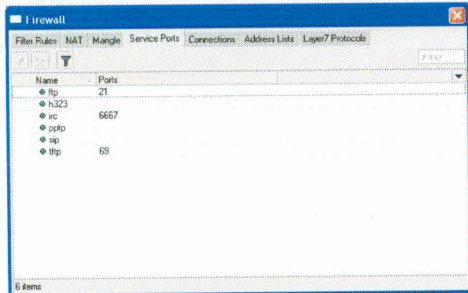 Firewall
Filter Rules NAT Mangle Service Ports Connections Address Lists Layer7 Protocols
Find
Name Ports
ftp 21
h323
irc 6667
pptp
sip
tftp 69
6 items